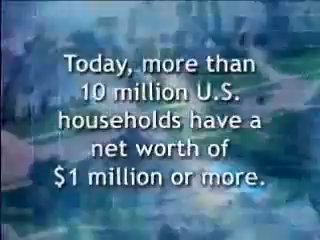 Today, more than
10 million U.S.
households have a
net worth of
$1 million or more.